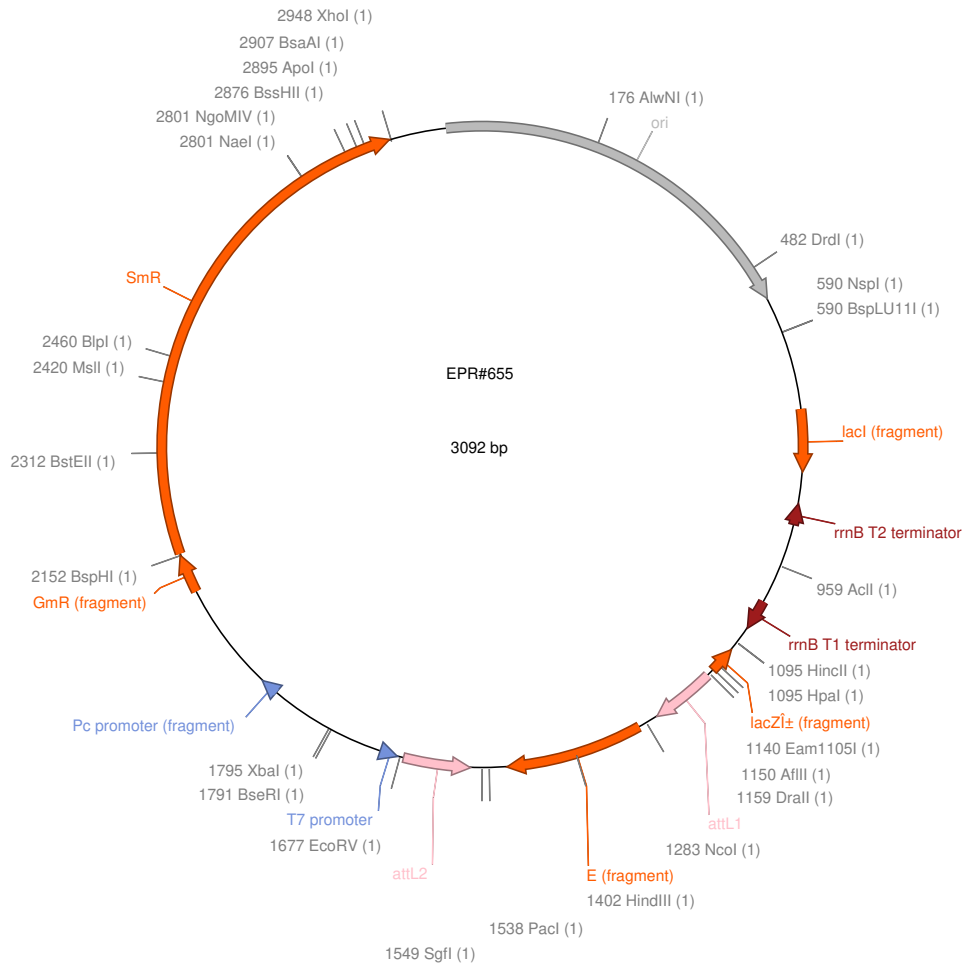 2948 XhoI (1)
2907 BsaAI (1)
2895 ApoI (1)
2876 BssHII (1)
2801 NgoMIV (1)
2801 NaeI (1)
176 AlwNI (1)
ori
482 DrdI (1)
590 NspI (1)
590 BspLU11I (1)
SmR
2460 BlpI (1)
2420 MslI (1)
EPR#655
3092 bp
lacI (fragment)
2312 BstEII (1)
rrnB T2 terminator
2152 BspHI (1)
GmR (fragment)
959 AclI (1)
rrnB T1 terminator
1095 HincII (1)
1095 HpaI (1)
lacZÎ± (fragment)
Pc promoter (fragment)
1140 Eam1105I (1)
1150 AflIII (1)
1159 DraII (1)
1795 XbaI (1)
1791 BseRI (1)
T7 promoter
attL1
1677 EcoRV (1)
1283 NcoI (1)
attL2
E (fragment)
1402 HindIII (1)
1538 PacI (1)
1549 SgfI (1)